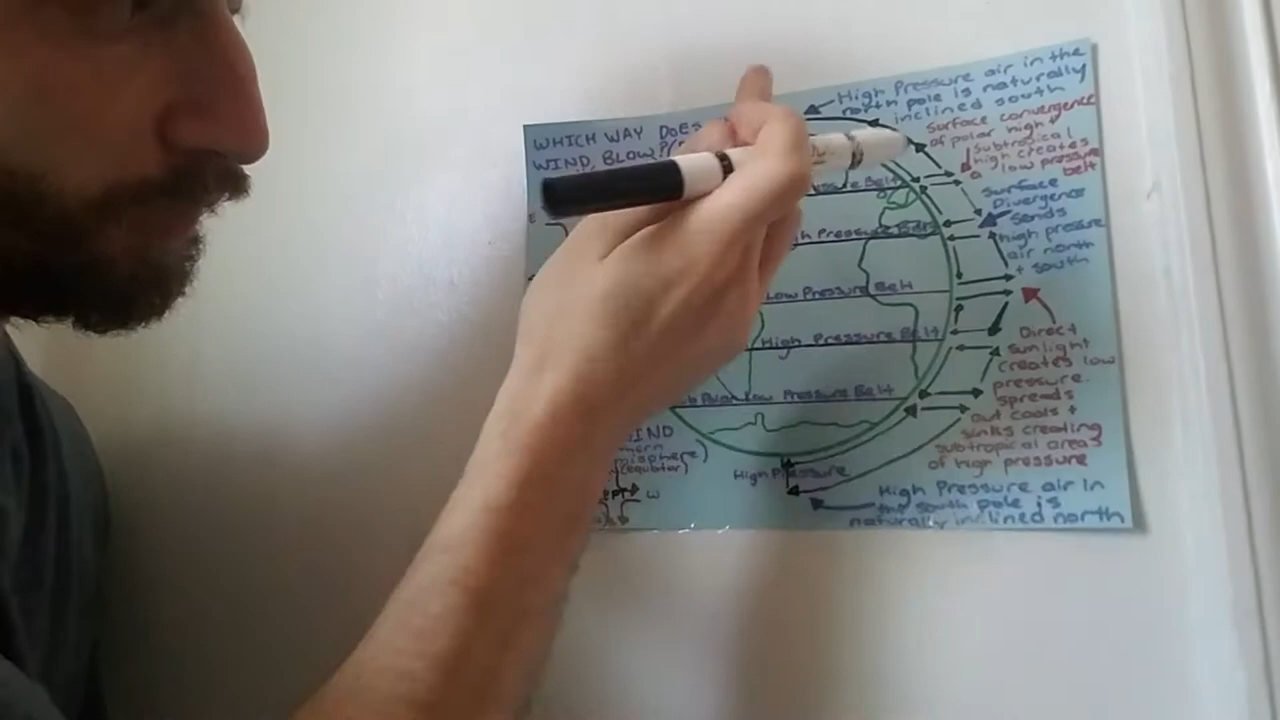 WHICH WAY DOES
WIND BLOW?
High Pressure air in the
north pole is naturally
inclined south
Surface convergence
of polar high +
subtropical
high creates
a low pressure
belt
Surface
Divergence
Sends
high pressure
air north
+ south
Direct
sunlight
creates low
pressure.
spreads
out cools +
sinks creating
subtropical areas
of high pressure
High Pressure air in
the south pole is
naturally inclined north
Belt
Pressure Belt
Low Pressure Belt
High Pressure Belt
Low Pressure Belt
High Pressure
WIND
equator)
W